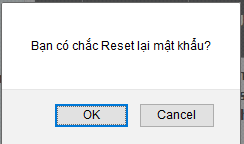 Bạn có chắc Reset lại mật khẩu?
OK
Cancel